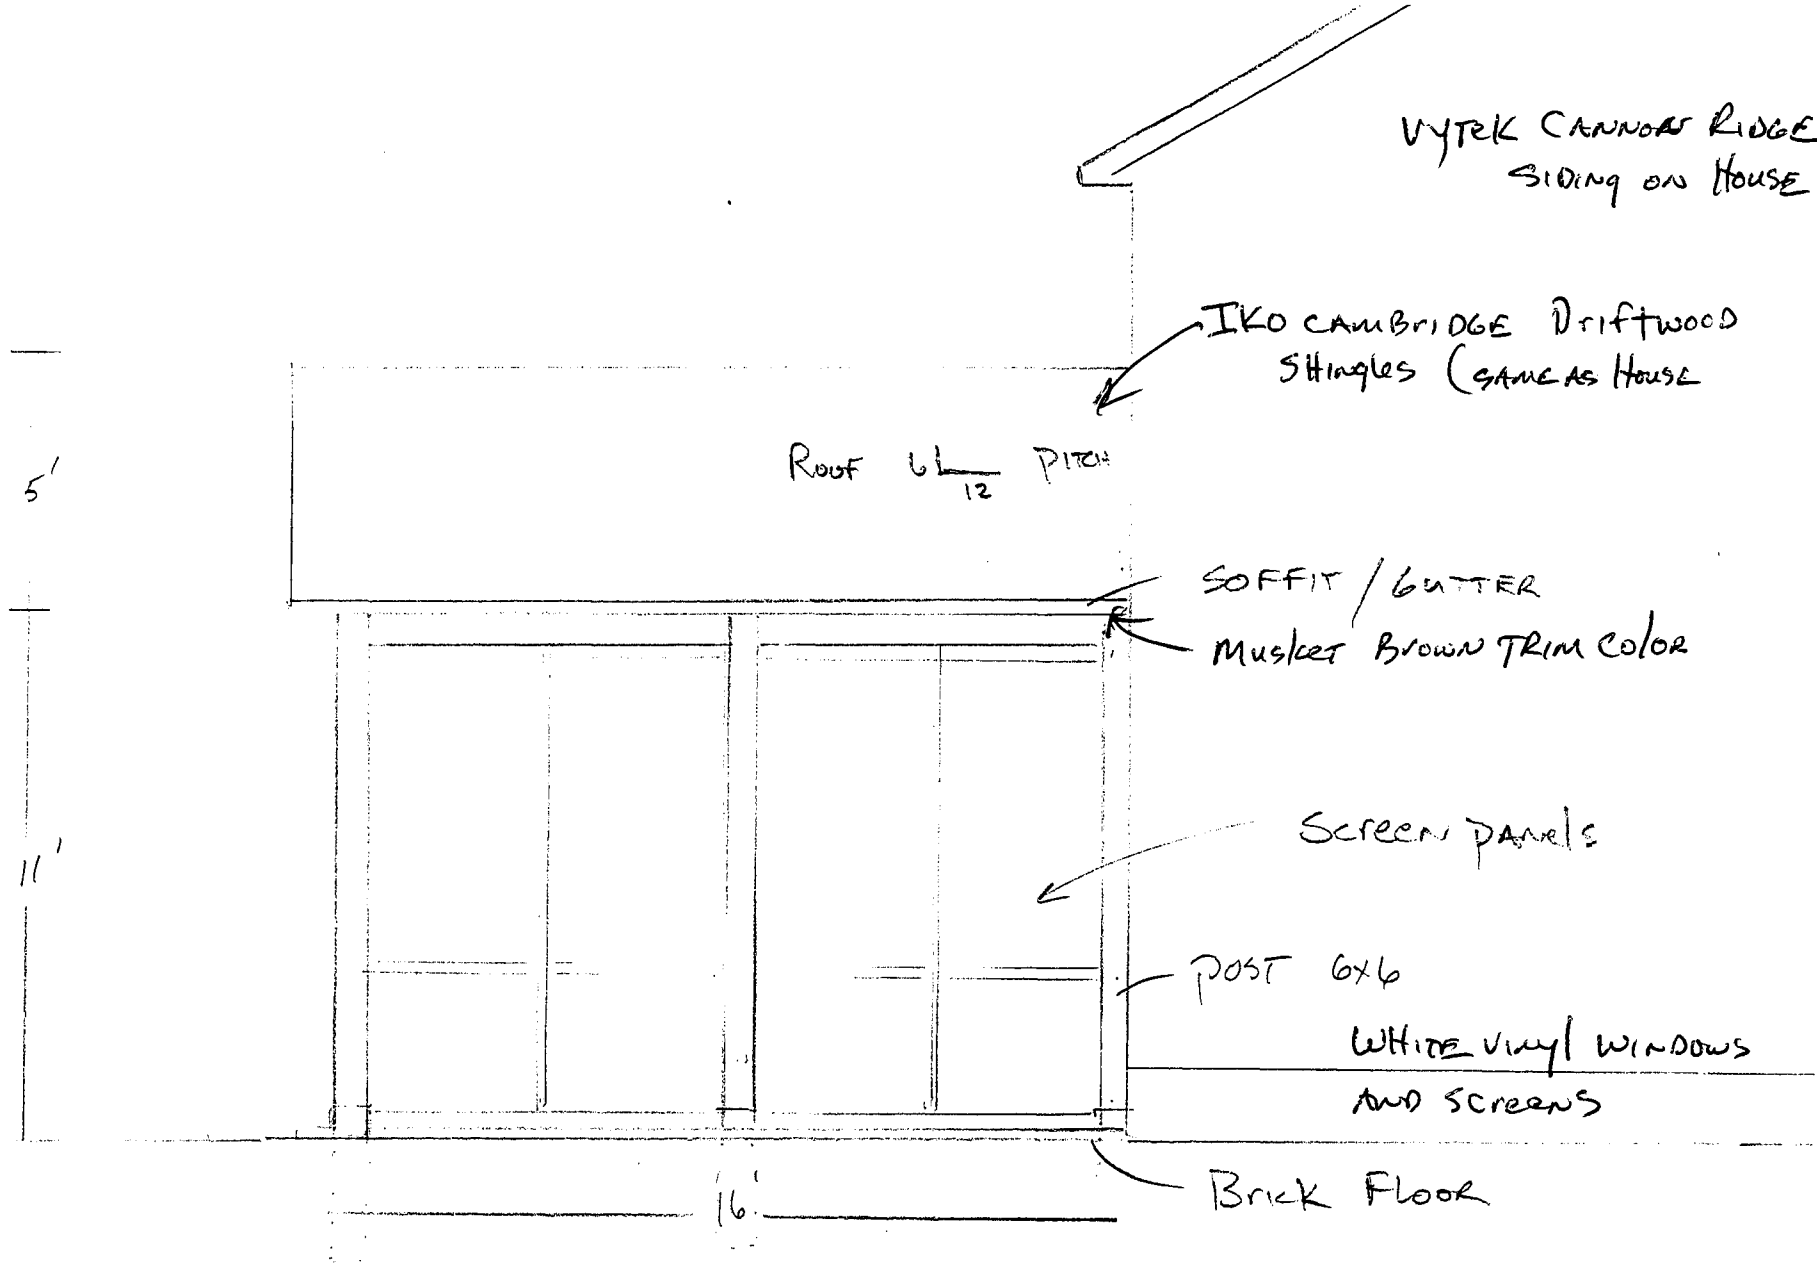 VYTEK CANNON RIDGE
SIDING ON HOUSE
IKO CAMBRIDGE DRIFTWOOD
SHINGLES (SAME AS HOUSE
5'
ROOF 6 12 PITCH
SOFFIT / GUTTER
MUSKET BROWN TRIM COLOR
11'
SCREEN PANELS
POST 6X6
WHITE VINYL WINDOWS
AND SCREENS
BRICK FLOOR
16'